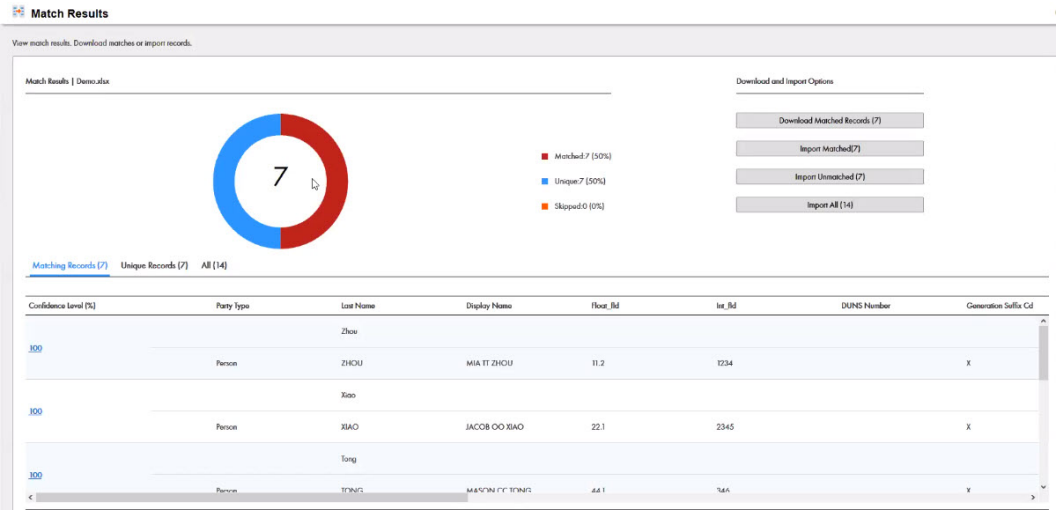 Match Results
View match results. Download matches or import records.
Match Results | Demo.xlsx
Download and Import Options
7
Matched:7 (50%)
Unique:7 (50%)
Skipped:0 (0%)
Download Matched Records (7)
Import Matched(7)
Import Unmatched (7)
Import All (14)
Matching Records (7) Unique Records (7) All (14)
Confidence Level (%) Party Type Last Name Display Name Float_fld Int_fld DUNS Number Generation Suffix Cd
Zhou
100
Person ZHOU MIA TT ZHOU 11.2 1234 X
Xiao
100
Person XIAO JACOB OO XIAO 22.1 2345 X
Tong
100
Person TONG MASON CC TONG 44.1 346 X